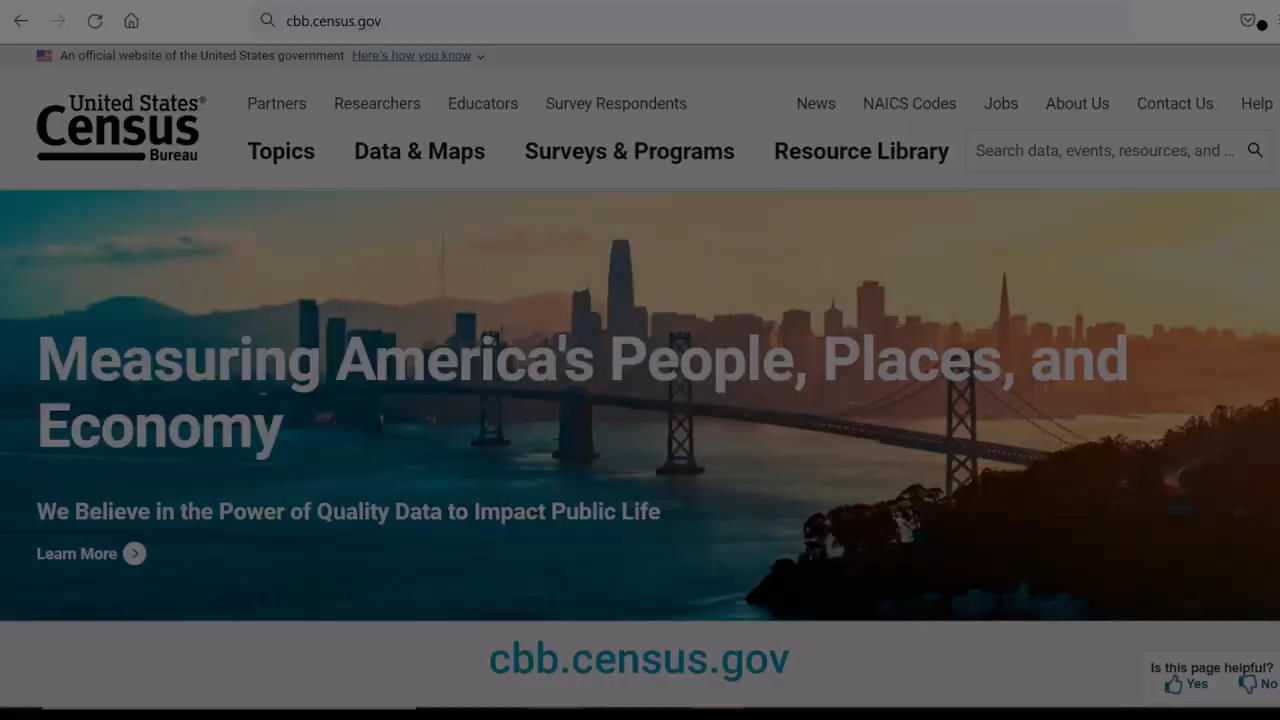 cbb.census.gov
An official website of the United States government Here's how you know
United States®
Census
Bureau
Partners Researchers Educators Survey Respondents News NAICS Codes Jobs About Us Contact Us Help
Topics Data & Maps Surveys & Programs Resource Library Search data, events, resources, and ...
Measuring America's People, Places, and
Economy
We Believe in the Power of Quality Data to Impact Public Life
Learn More
cbb.census.gov
Is this page helpful?
Yes No